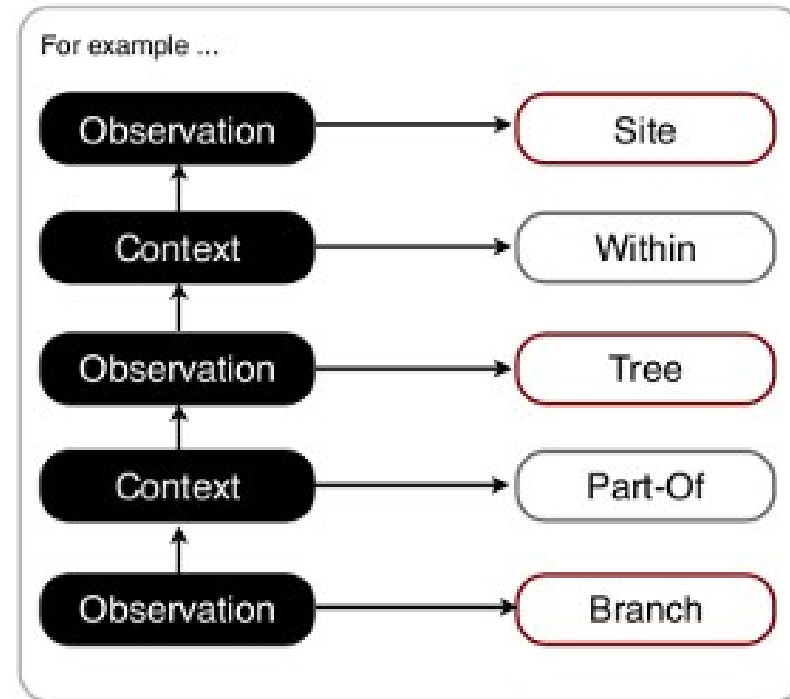 For example ...
Observation
Site
Context
Within
Observation
Tree
Context
Part-Of
Observation
Branch